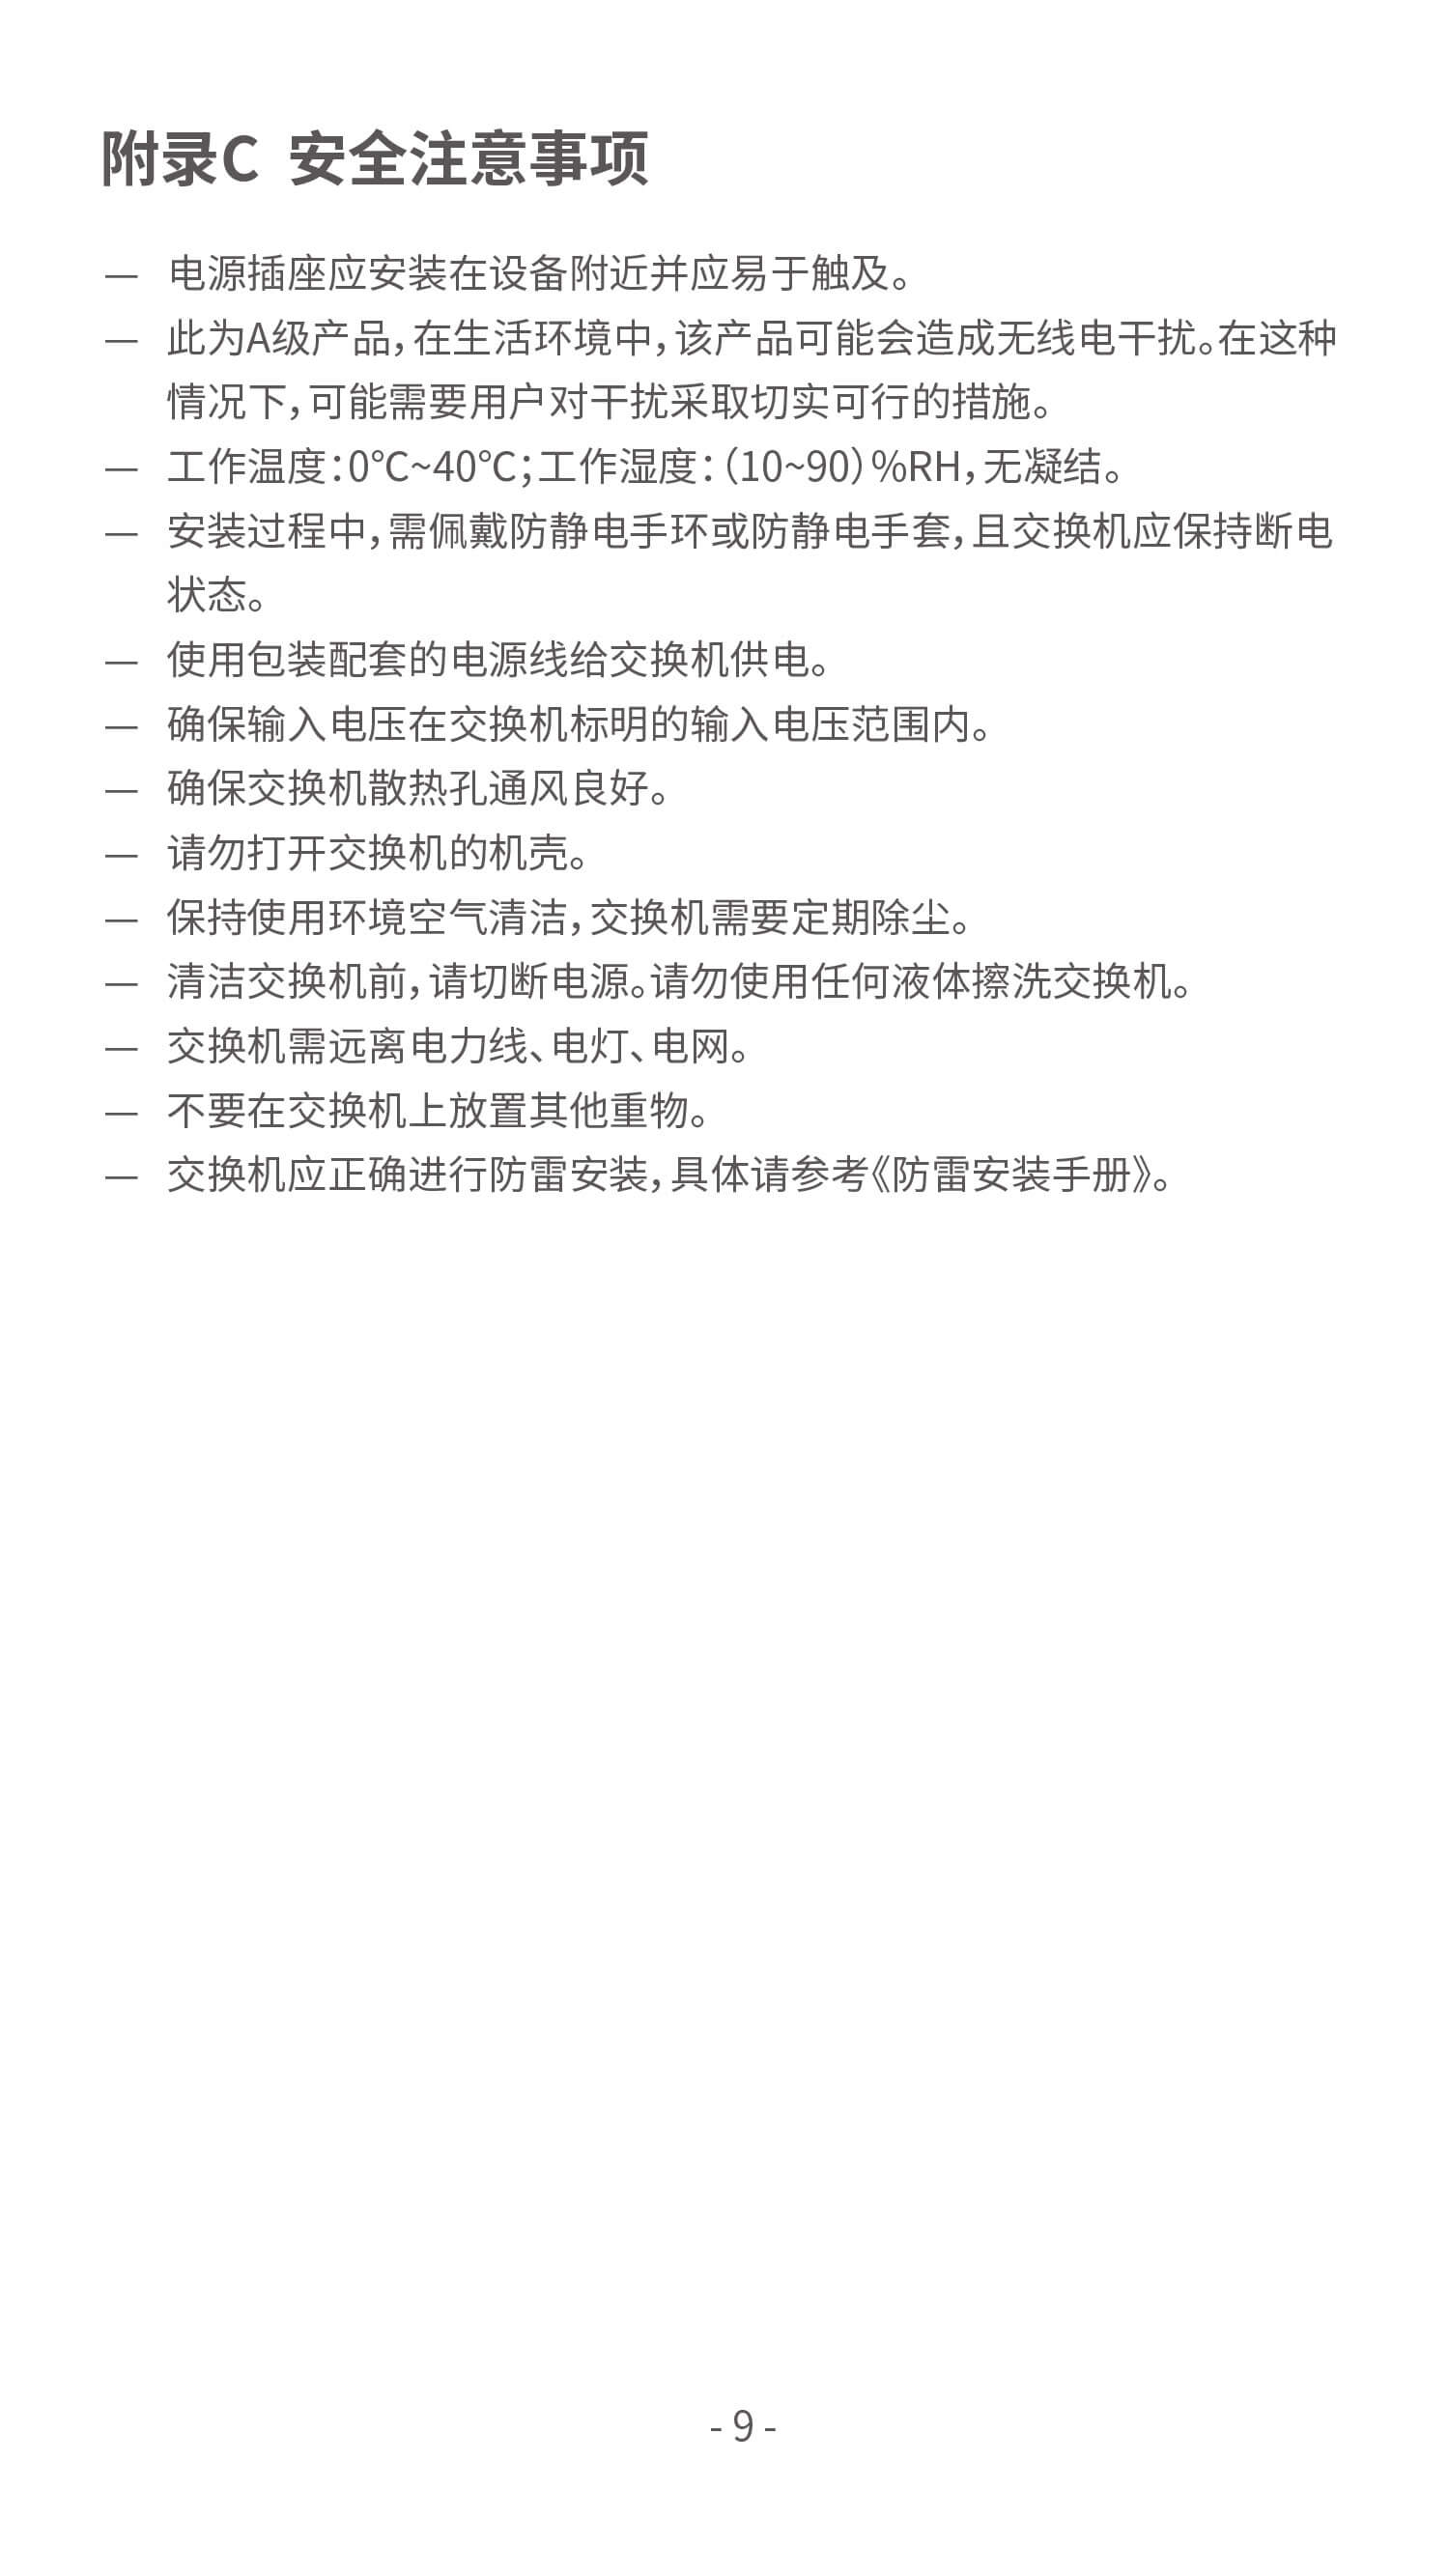 附录C 安全注意事项
— 电源插座应安装在设备附近并应易于触及。
— 此为A级产品，在生活环境中，该产品可能会造成无线电干扰。在这种
情况下，可能需要用户对干扰采取切实可行的措施。
— 工作温度：0℃~40℃；工作湿度：（10~90）%RH，无凝结。
— 安装过程中，需佩戴防静电手环或防静电手套，且交换机应保持断电
状态。
— 使用包装配套的电源线给交换机供电。
— 确保输入电压在交换机标明的输入电压范围内。
— 确保交换机散热孔通风良好。
— 请勿打开交换机的机壳。
— 保持使用环境空气清洁，交换机需要定期除尘。
— 清洁交换机前，请切断电源。请勿使用任何液体擦洗交换机。
— 交换机需远离电力线、电灯、电网。
— 不要在交换机上放置其他重物。
— 交换机应正确进行防雷安装，具体请参考《防雷安装手册》。
- 9 -